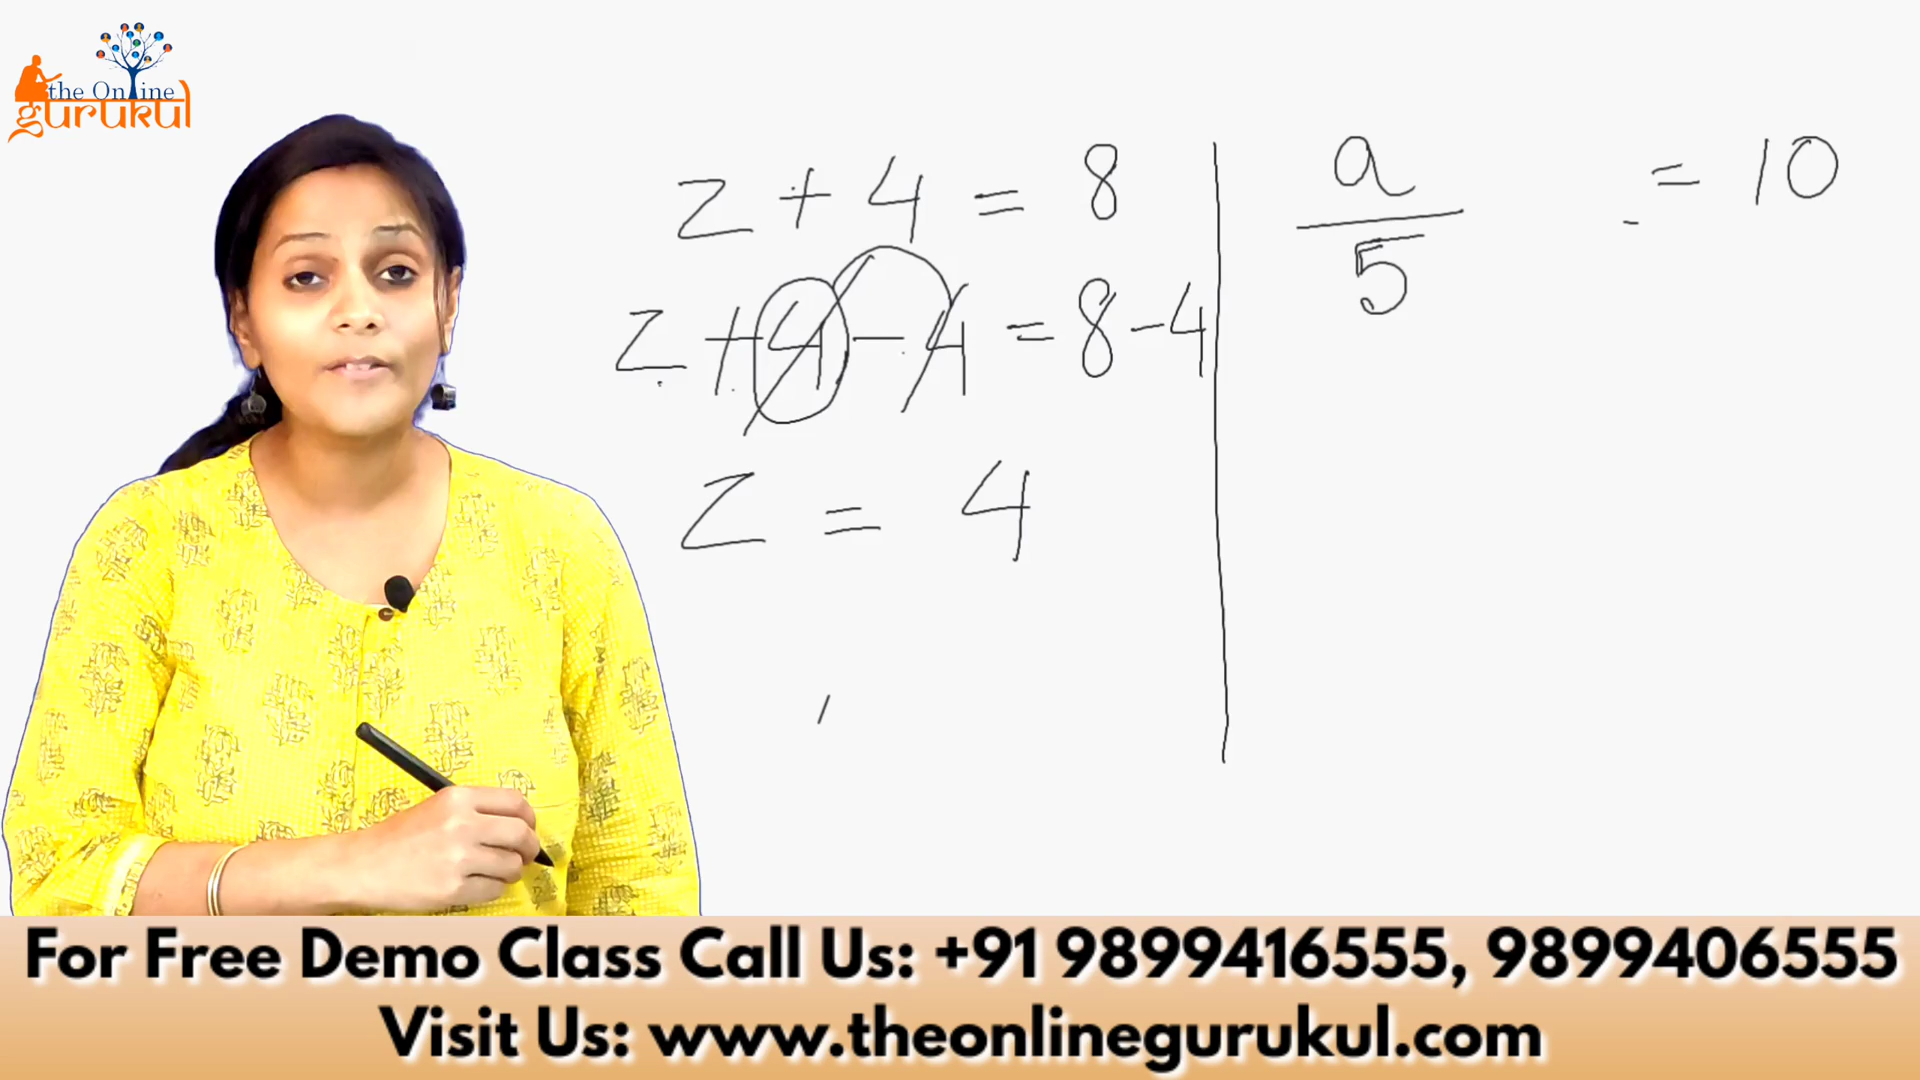 the Online
gurukul
z + 4 = 8
z + 4 - 4 = 8 - 4
z = 4
a
5
= 10
For Free Demo Class Call Us: +91 9899416555, 9899406555
Visit Us: www.theonlinegurukul.com